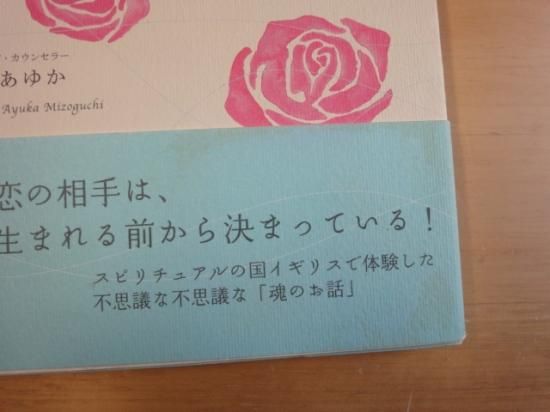 ・カウンセラー
あゆか
Ayuka Mizoguchi
恋の相手は、
生まれる前から決まっている!
スピリチュアルの国イギリスで体験した
不思議な不思議な「魂のお話」